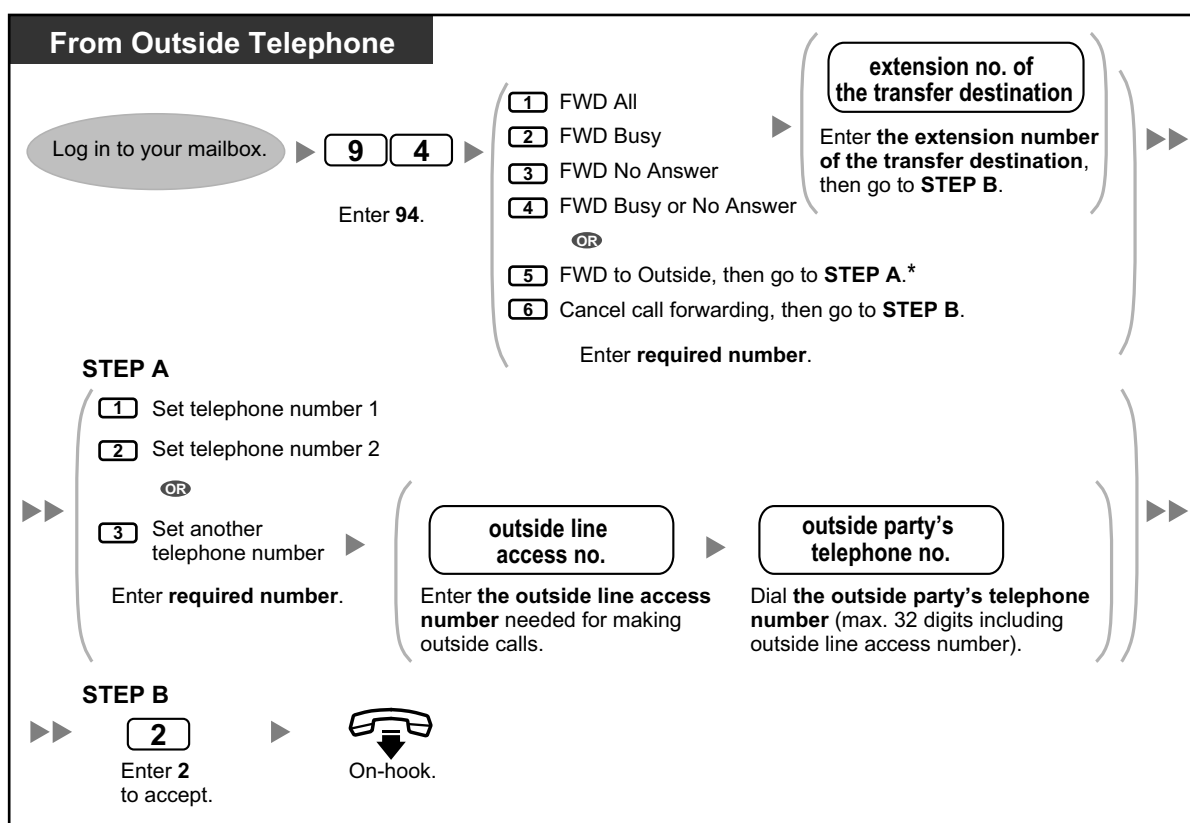 From Outside Telephone
Log in to your mailbox.
9 4
Enter 94.
1 FWD All
2 FWD Busy
3 FWD No Answer
4 FWD Busy or No Answer
OR
5 FWD to Outside, then go to STEP A.*
6 Cancel call forwarding, then go to STEP B.
Enter required number.
extension no. of
the transfer destination
Enter the extension number
of the transfer destination,
then go to STEP B.
STEP A
1 Set telephone number 1
2 Set telephone number 2
OR
3 Set another
telephone number
Enter required number.
outside line
access no.
Enter the outside line access
number needed for making
outside calls.
outside party's
telephone no.
Dial the outside party's telephone
number (max. 32 digits including
outside line access number).
STEP B
2
Enter 2
to accept.
On-hook.